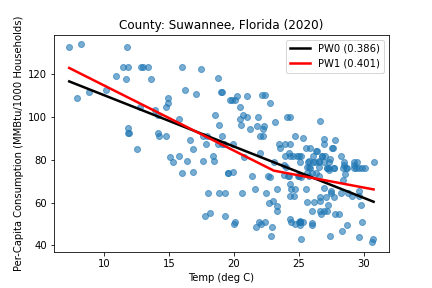 County: Suwannee, Florida (2020)
PW0 (0.386)
PW1 (0.401)
Per-Capita Consumption (MMBtu/1000 Households)
120
100
80
60
40
10 15 20 25 30
Temp (deg C)